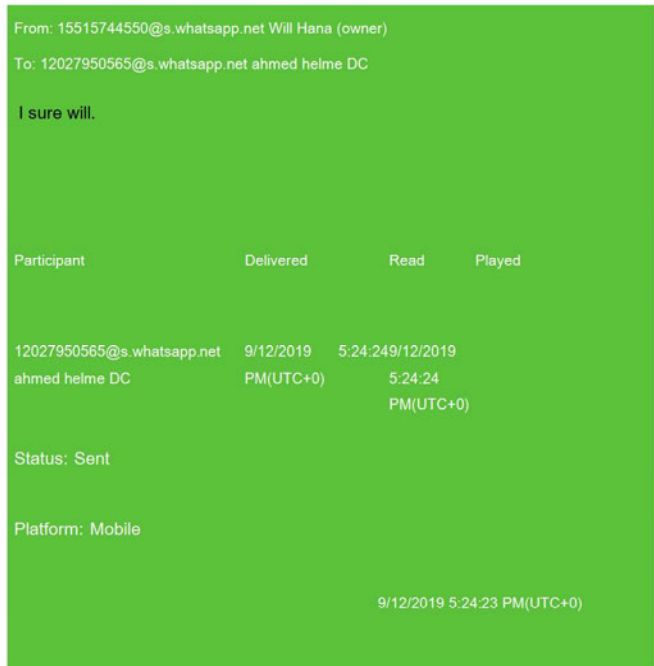 From: 15515744550@s.whatsapp.net Will Hana (owner)
To: 12027950565@s.whatsapp.net ahmed helme DC
I sure will.
Participant Delivered Read Played
12027950565@s.whatsapp.net 9/12/2019 5:24:249/12/2019
ahmed helme DC PM(UTC+0) 5:24:24
PM(UTC+0)
Status: Sent
Platform: Mobile
9/12/2019 5:24:23 PM(UTC+0)